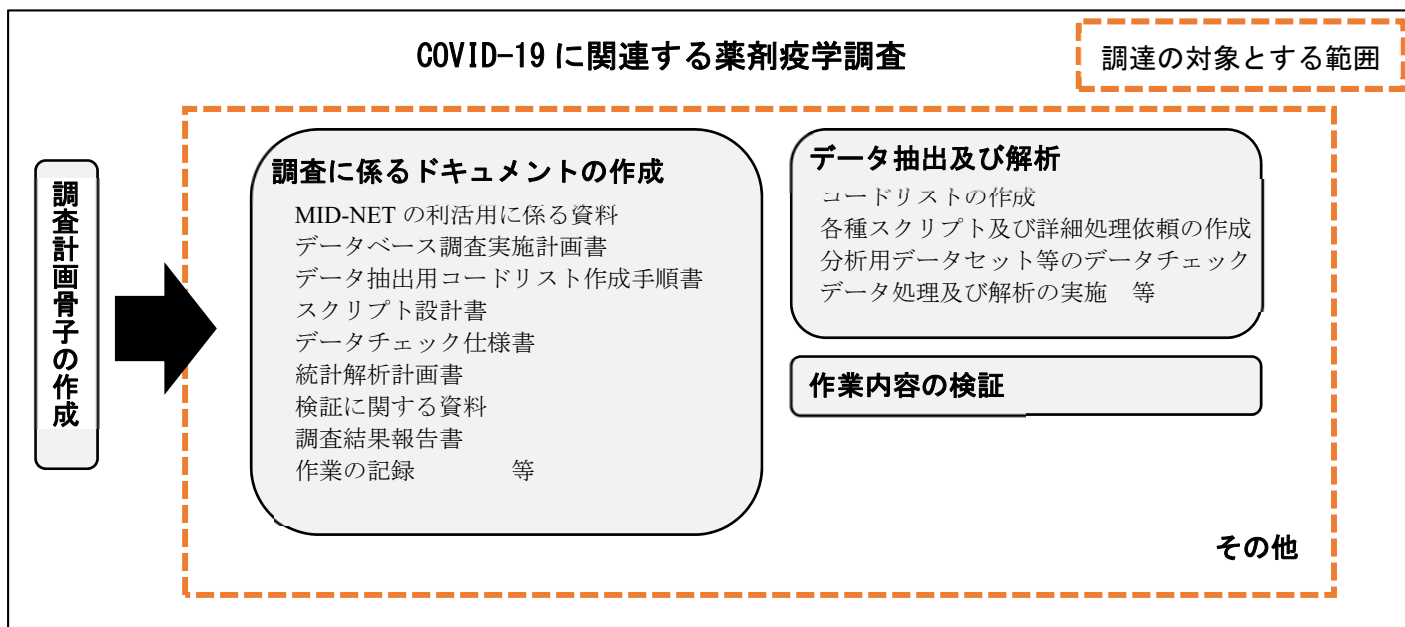 COVID-19 に関連する薬剤疫学調査
調達の対象とする範囲
調査計画骨子の作成
調査に係るドキュメントの作成
MID-NET の利活用に係る資料
データベース調査実施計画書
データ抽出用コードリスト作成手順書
スクリプト設計書
データチェック仕様書
統計解析計画書
検証に関する資料
調査結果報告書
作業の記録　　　　等
データ抽出及び解析
コードリストの作成
各種スクリプト及び詳細処理依頼の作成
分析用データセット等のデータチェック
データ処理及び解析の実施　等
作業内容の検証
その他